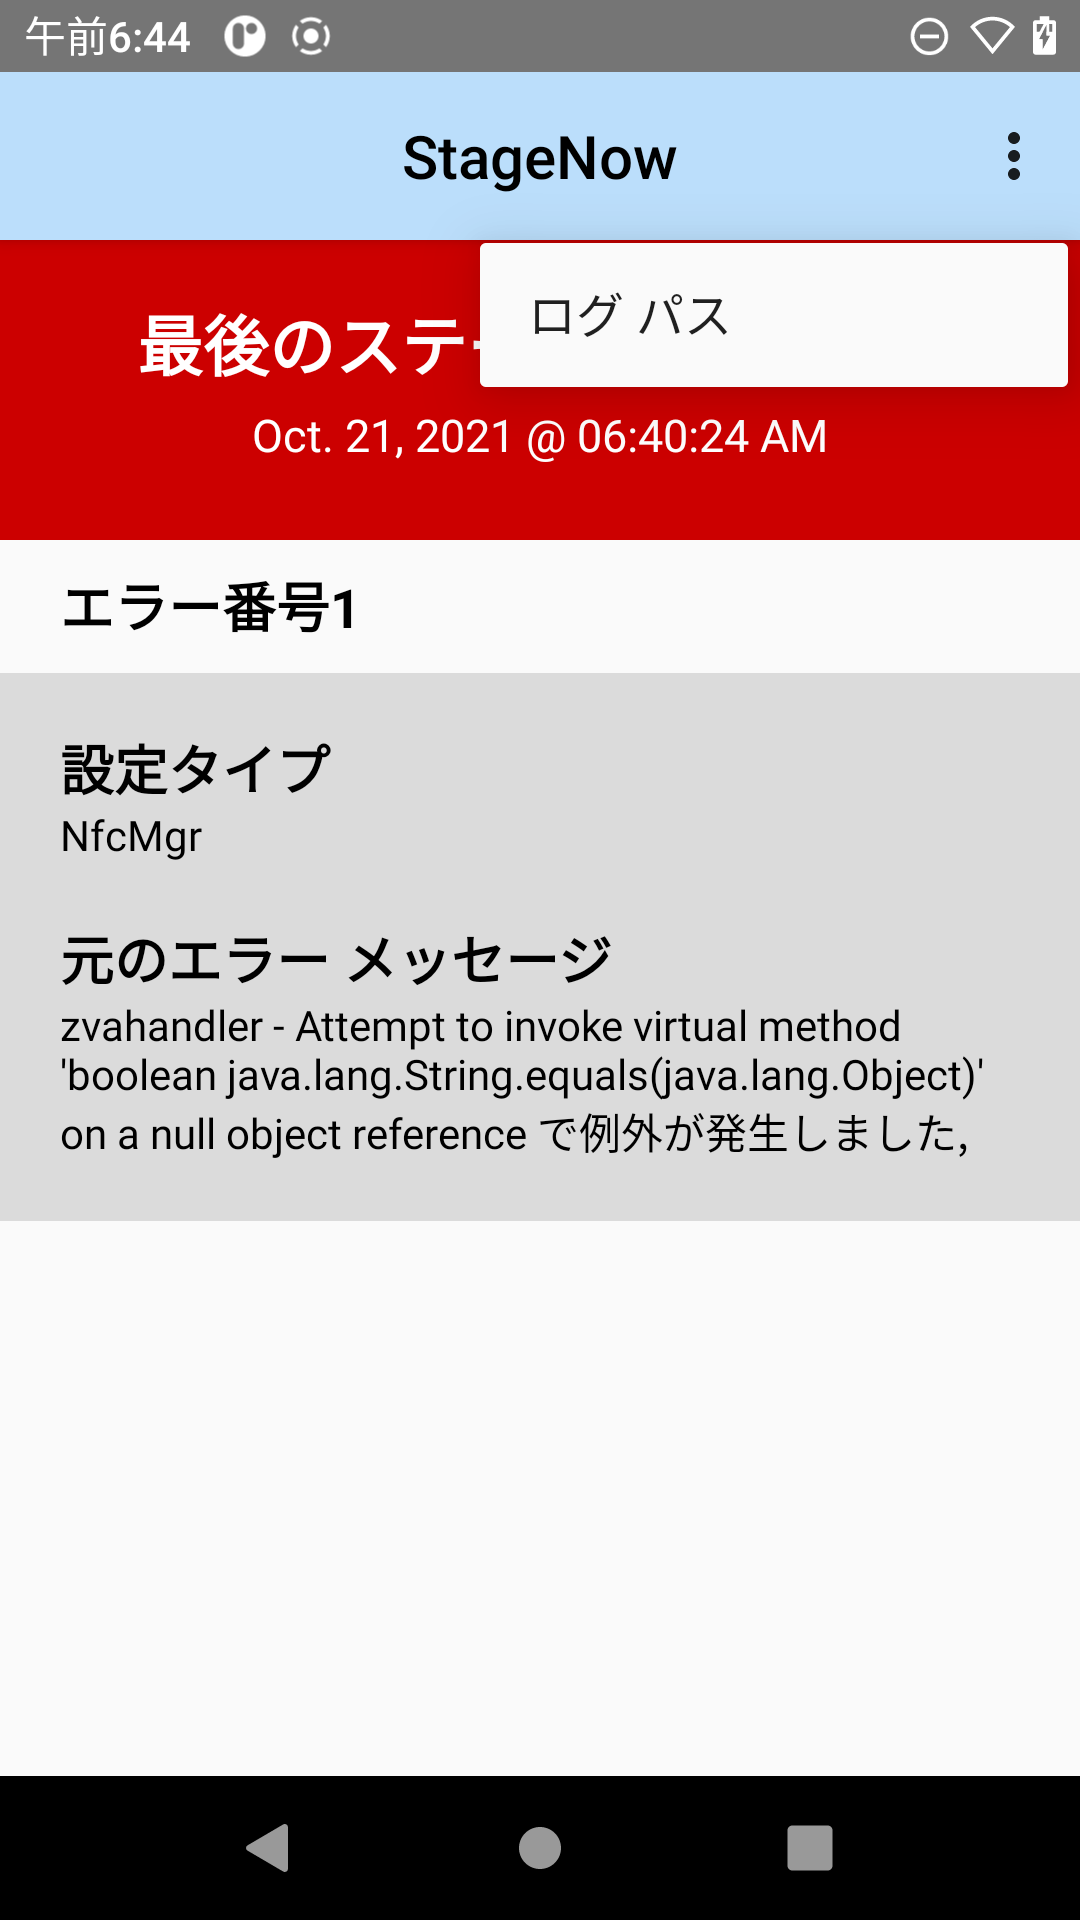 午前6:44
StageNow
ログ パス
最後のステ
Oct. 21, 2021 @ 06:40:24 AM
エラー番号1
設定タイプ
NfcMgr
元のエラー メッセージ
zvahandler - Attempt to invoke virtual method
'boolean java.lang.String.equals(java.lang.Object)'
on a null object reference で例外が発生しました,